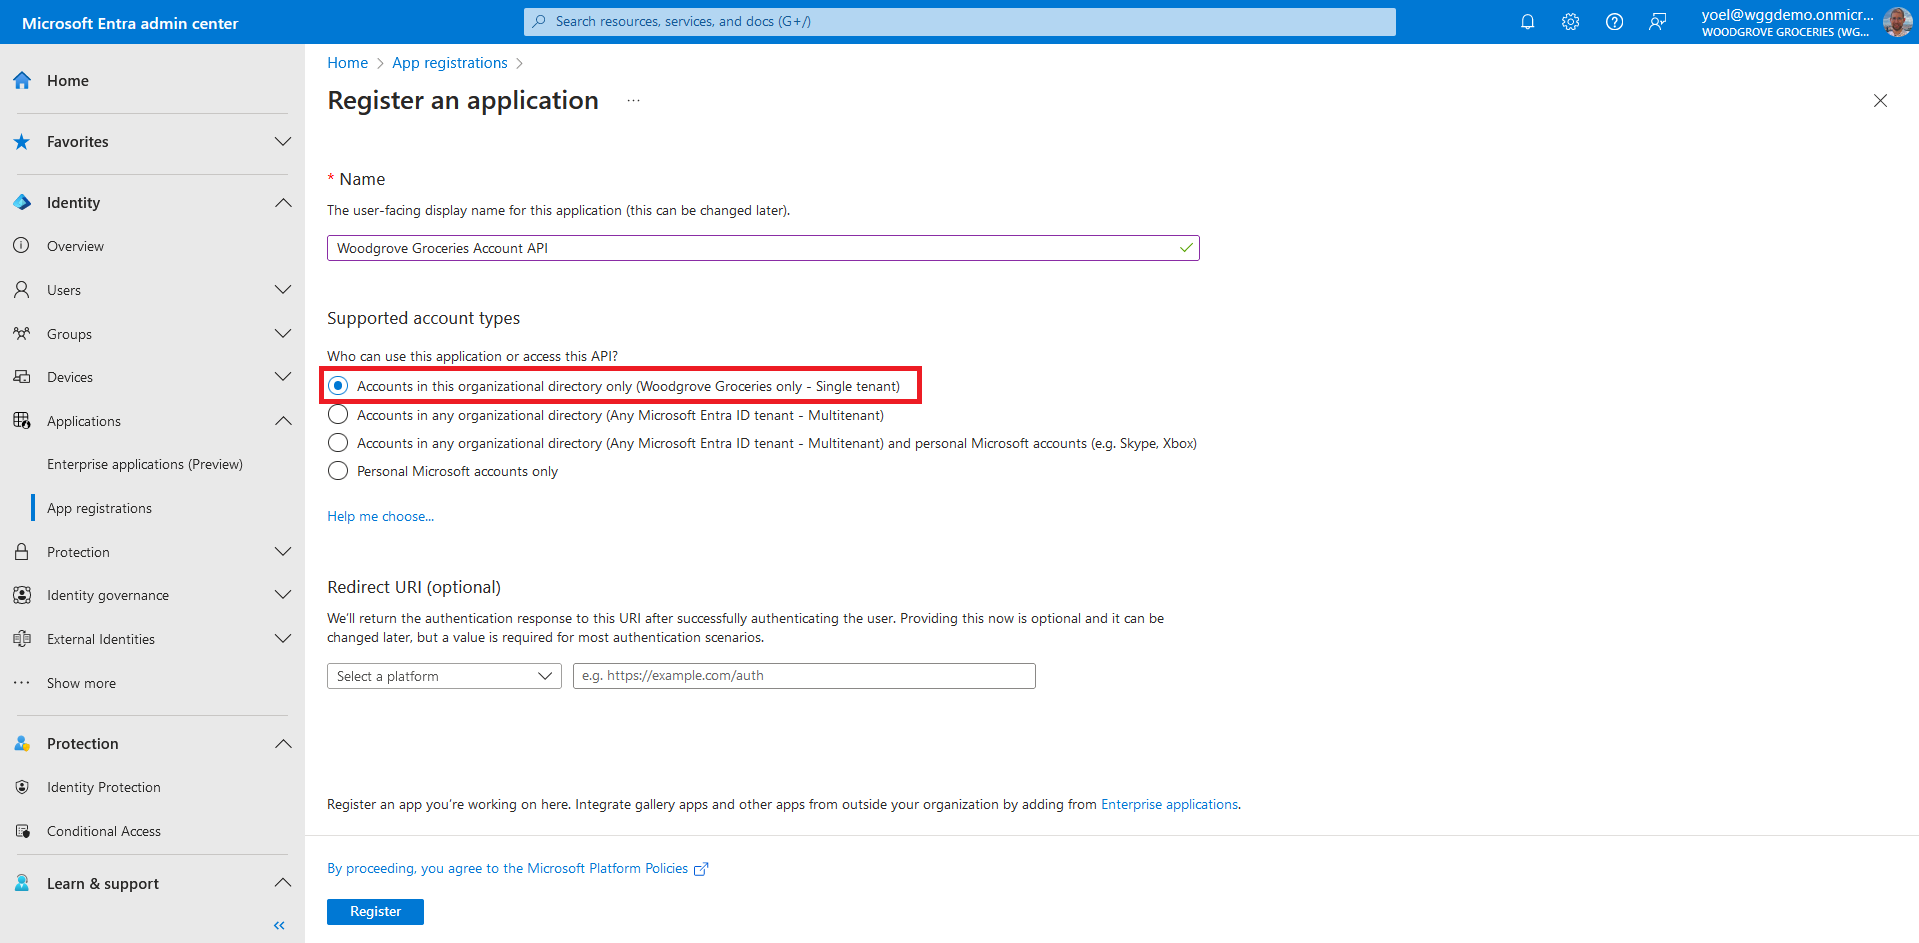 Microsoft Entra admin center
Search resources, services, and docs (G+/)
yoel@wggdemo.onmicr...
WOODGROVE GROCERIES (WG...
Home
Favorites
Identity
Overview
Users
Groups
Devices
Applications
Enterprise applications (Preview)
App registrations
Protection
Identity governance
External Identities
Show more
Protection
Identity Protection
Conditional Access
Learn & support
Home > App registrations >
Register an application ...
* Name
The user-facing display name for this application (this can be changed later).
Woodgrove Groceries Account API
Supported account types
Who can use this application or access this API?
Accounts in this organizational directory only (Woodgrove Groceries only - Single tenant)
Accounts in any organizational directory (Any Microsoft Entra ID tenant - Multitenant)
Accounts in any organizational directory (Any Microsoft Entra ID tenant - Multitenant) and personal Microsoft accounts (e.g. Skype, Xbox)
Personal Microsoft accounts only
Help me choose...
Redirect URI (optional)
We'll return the authentication response to this URI after successfully authenticating the user. Providing this now is optional and it can be
changed later, but a value is required for most authentication scenarios.
Select a platform
e.g. https://example.com/auth
Register an app you're working on here. Integrate gallery apps and other apps from outside your organization by adding from Enterprise applications.
By proceeding, you agree to the Microsoft Platform Policies
Register